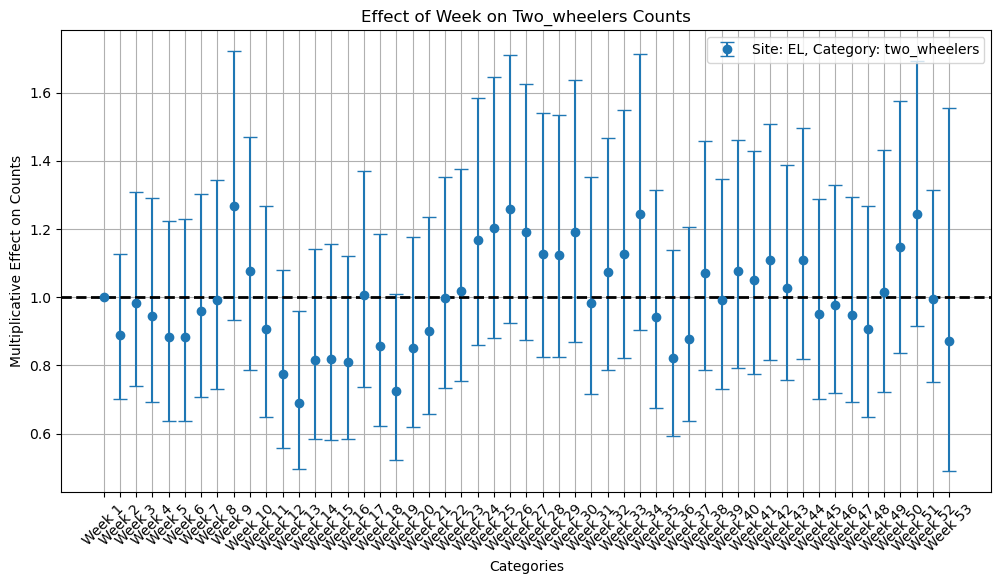 Effect of Week on Two_wheelers Counts
Site: EL, Category: two_wheelers
Multiplicative Effect on Counts
1.6
1.4
1.2
1.0
0.8
0.6
Week 1
Week 2
Week 3
Week 4
Week 5
Week 6
Week 7
Week 8
Week 9
Week 10
Week 11
Week 12
Week 13
Week 14
Week 15
Week 16
Week 17
Week 18
Week 19
Week 20
Week 21
Week 22
Week 23
Week 24
Week 25
Week 26
Week 27
Week 28
Week 29
Week 30
Week 31
Week 32
Week 33
Week 34
Week 35
Week 36
Week 37
Week 38
Week 39
Week 40
Week 41
Week 42
Week 43
Week 44
Week 45
Week 46
Week 47
Week 48
Week 49
Week 50
Week 51
Week 52
Week 53
Categories